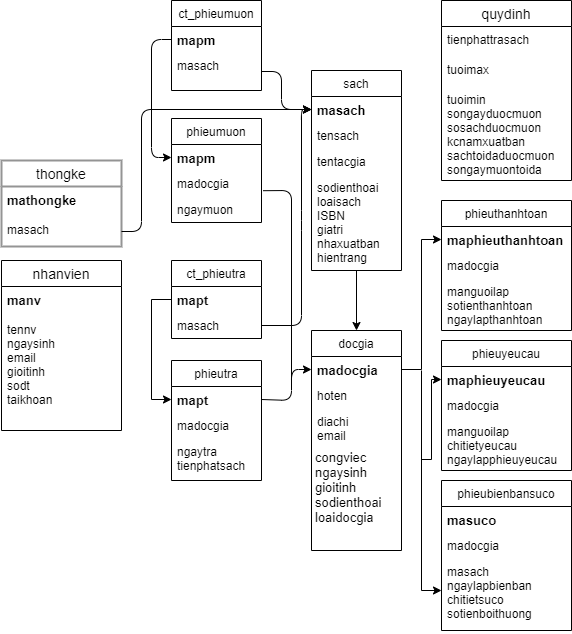 ct_phieumuon
mapm
masach
phieumuon
mapm
madocgia
ngaymuon
thongke
mathongke
masach
nhanvien
manv
tennv
ngaysinh
email
gioitinh
sodt
taikhoan
ct_phieutra
mapt
masach
phieutra
mapt
madocgia
ngaytra
tienphatsach
sach
masach
tensach
tentacgia
sodienthoai
loaisach
ISBN
giatri
nhaxuatban
hientrang
docgia
madocgia
hoten
diachi
email
congviec
ngaysinh
gioitinh
sodienthoai
loaidocgia
quydinh
tienphattrasach
tuoimax
tuoimin
songayduocmuon
sosachduocmuon
kcnamxuatban
sachtoidaduocmuon
songaymuontoida
phieuthanhtoan
maphieuthanhtoan
madocgia
manguoilap
sotienthanhtoan
ngaylapthanhtoan
phieuyeucau
maphieuyeucau
madocgia
manguoilap
chitietyeucau
ngaylapphieuyeucau
phieubienbansuco
masuco
madocgia
masach
ngaylapbienban
chitietsuco
sotienboithuong